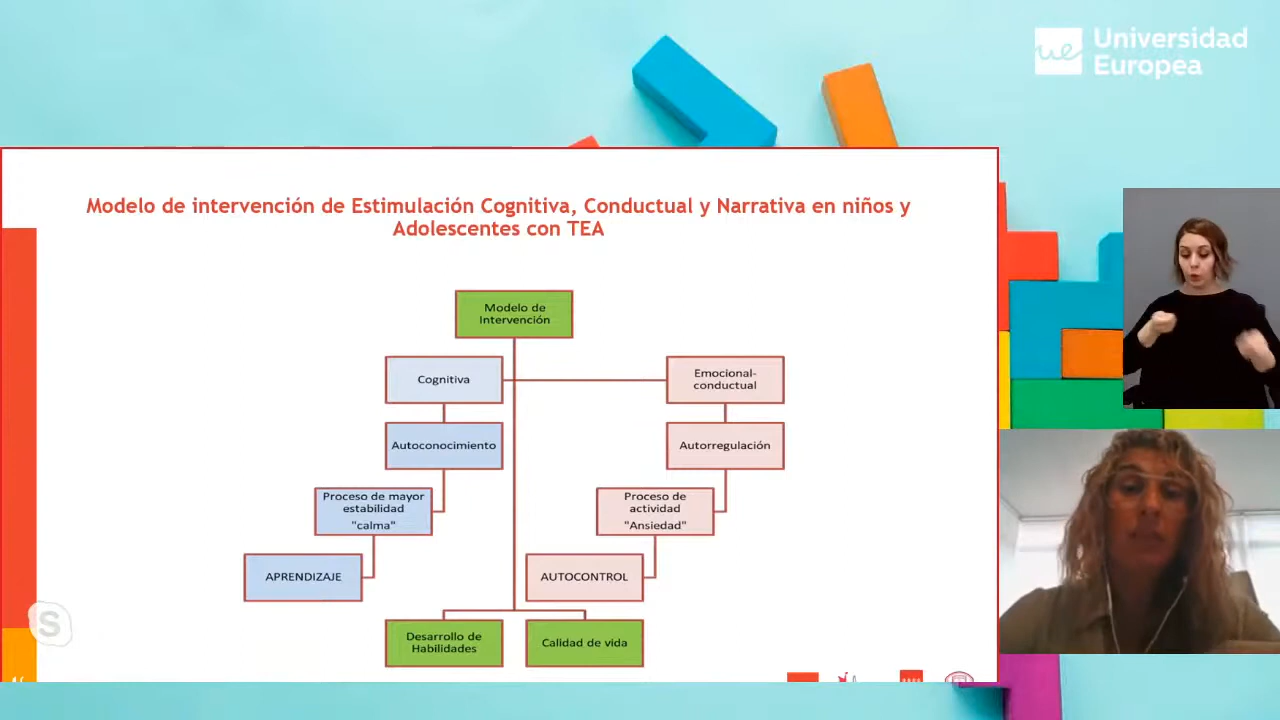 ue Universidad
Europea
Modelo de intervención de Estimulación Cognitiva, Conductual y Narrativa en niños y
Adolescentes con TEA
Modelo de
Intervención
Cognitiva
Emocional-
conductual
Autoconocimiento
Autorregulación
Proceso de mayor
estabilidad
"calma"
Proceso de
actividad
"Ansiedad"
APRENDIZAJE
AUTOCONTROL
Desarrollo de
Habilidades
Calidad de vida
S